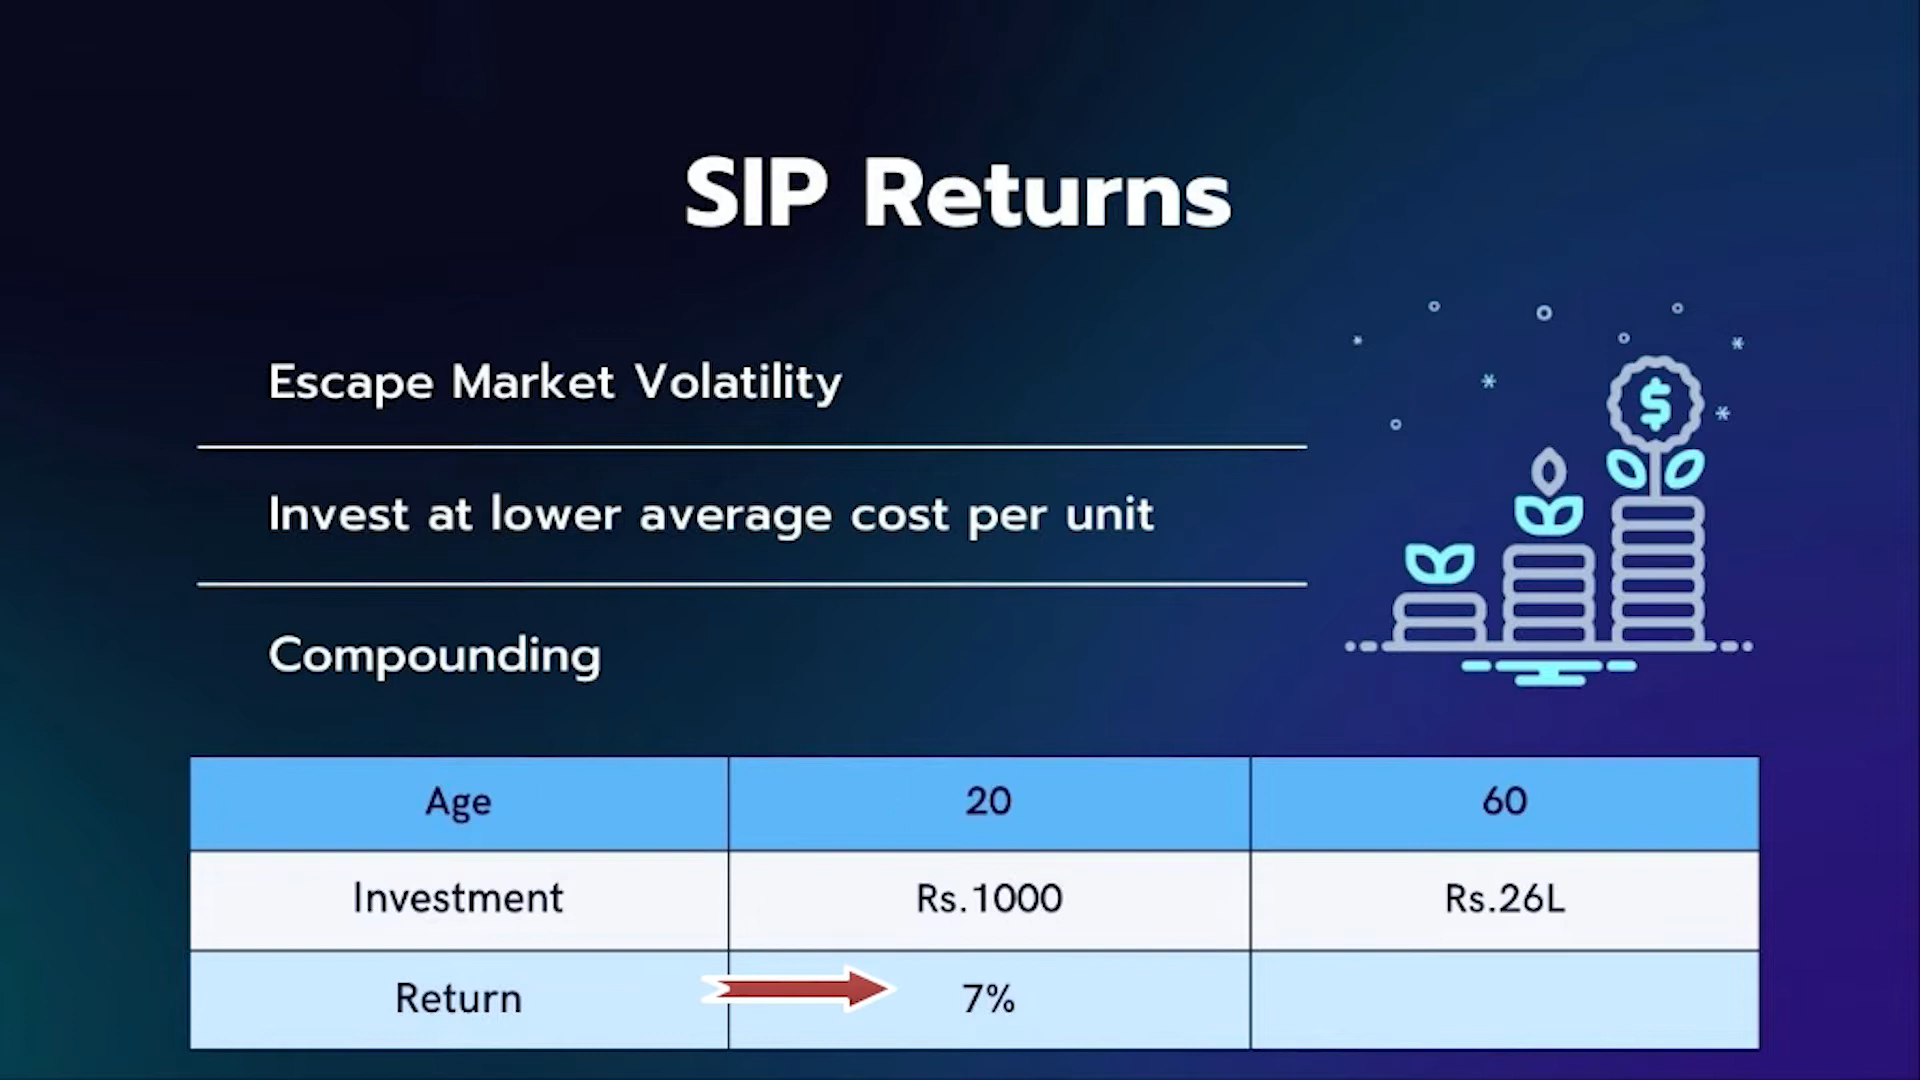 SIP Returns
Escape Market Volatility
Invest at lower average cost per unit
Compounding
$
Age 20 60
Investment Rs.1000 Rs.26L
Return 7%